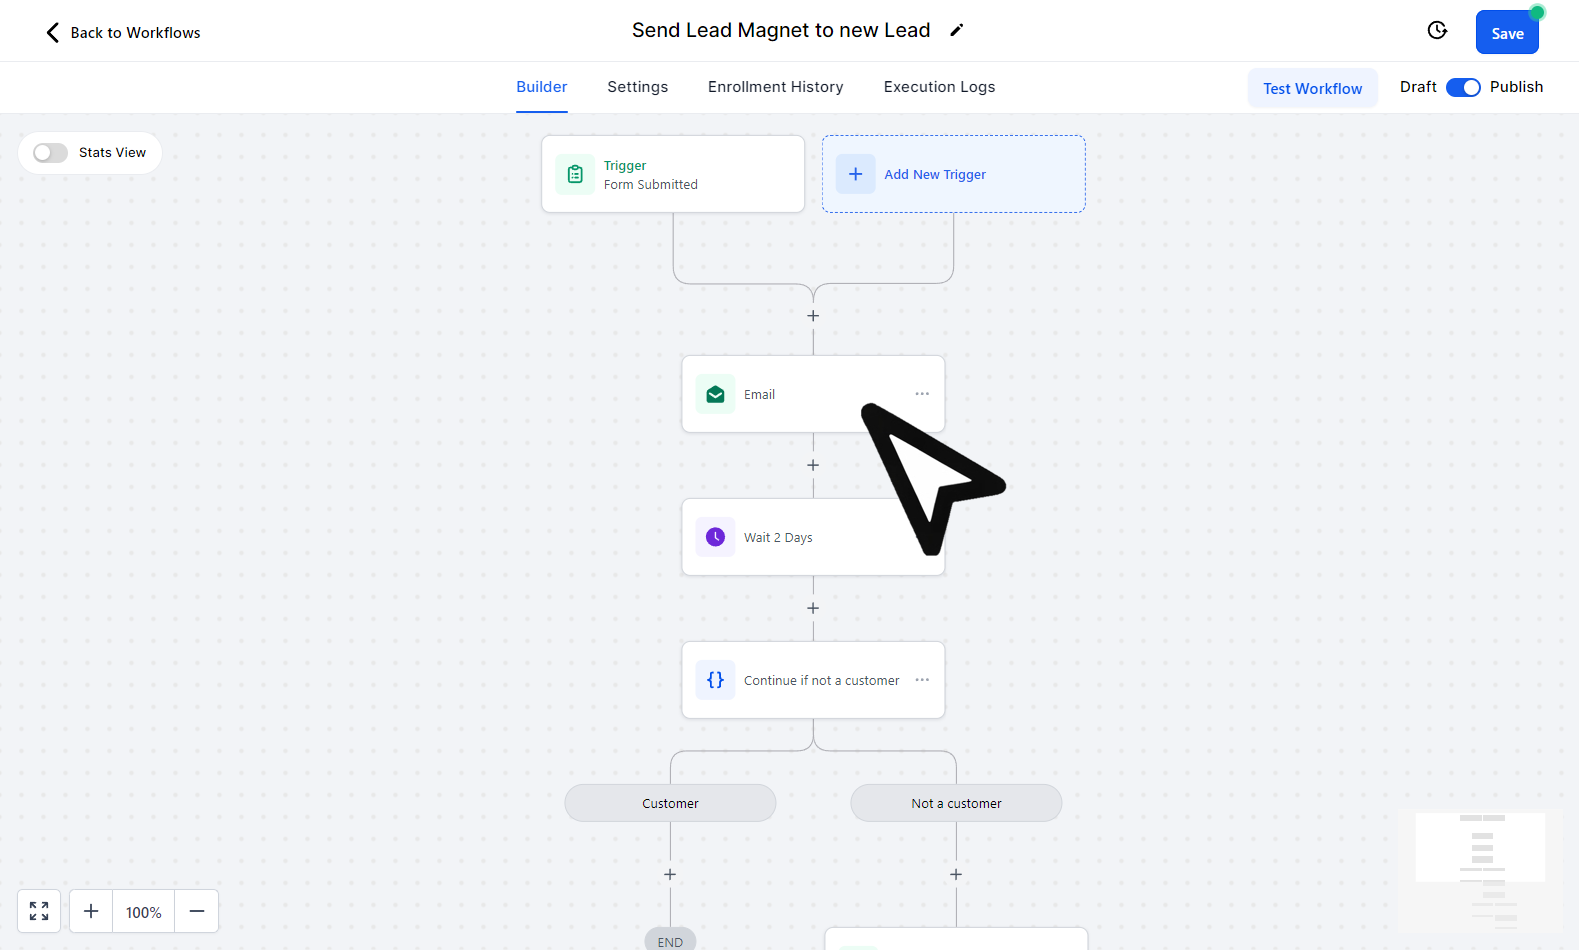 Back to Workflows
Send Lead Magnet to new Lead
Save
Builder
Settings
Enrollment History
Execution Logs
Test Workflow
Draft
Publish
Stats View
Trigger
Form Submitted
Add New Trigger
Email
Wait 2 Days
Continue if not a customer
Customer
Not a customer
100%
END